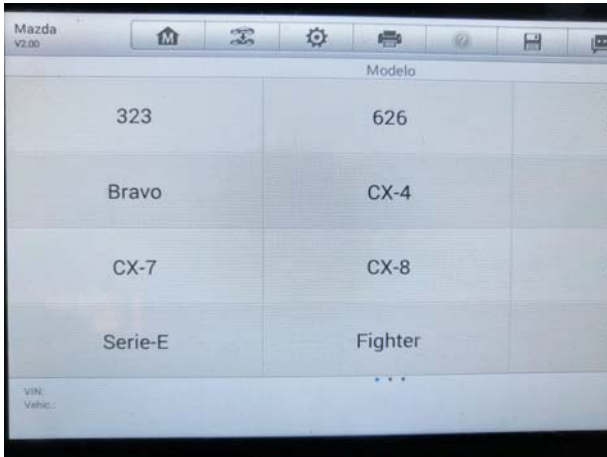 Mazda
V2.00
M
Modelo
323 626
Bravo CX-4
CX-7 CX-8
Serie-E Fighter
VIN:
Vehic.: